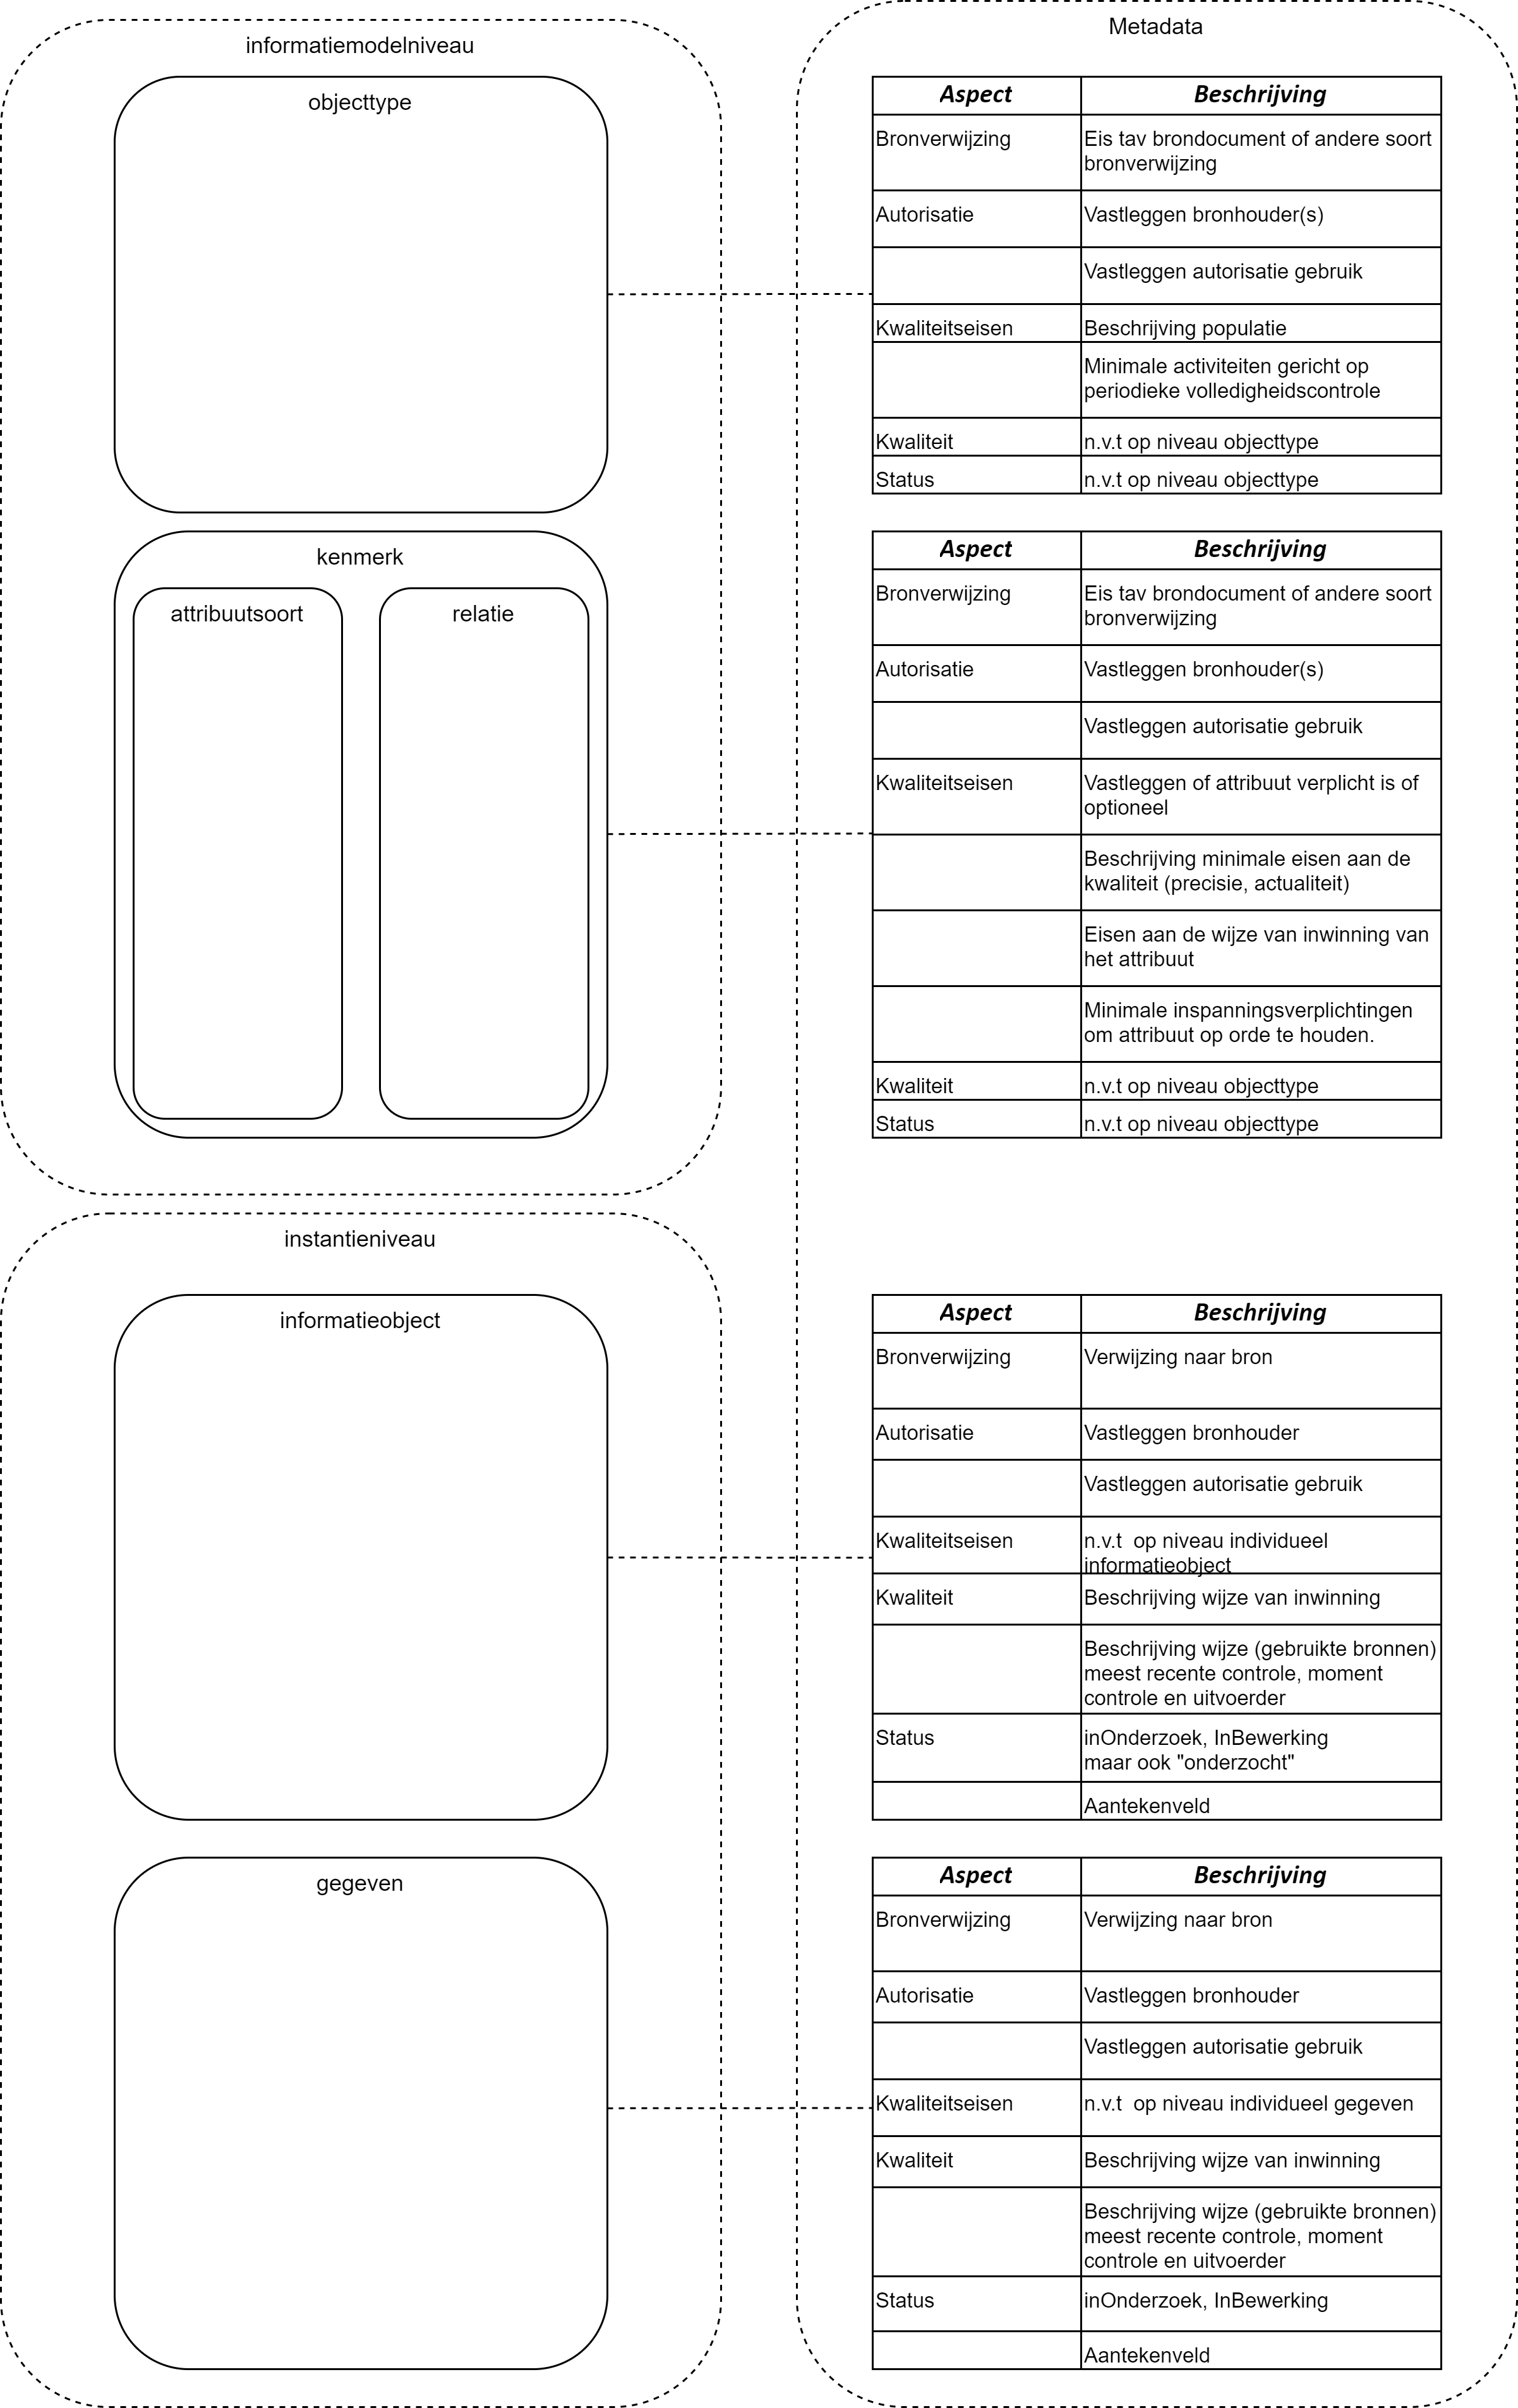 informatiemodelniveau
objecttype
kenmerk
attribuutsoort
relatie
instantieniveau
informatieobject
gegeven
Metadata
Aspect Beschrijving
Bronverwijzing Eis tav brondocument of andere soort
bronverwijzing
Autorisatie Vastleggen bronhouder(s)
Vastleggen autorisatie gebruik
Kwaliteitseisen Beschrijving populatie
Minimale activiteiten gericht op
periodieke volledigheidscontrole
Kwaliteit n.v.t op niveau objecttype
Status n.v.t op niveau objecttype
Aspect Beschrijving
Bronverwijzing Eis tav brondocument of andere soort
bronverwijzing
Autorisatie Vastleggen bronhouder(s)
Vastleggen autorisatie gebruik
Kwaliteitseisen Vastleggen of attribuut verplicht is of
optioneel
Beschrijving minimale eisen aan de
kwaliteit (precisie, actualiteit)
Eisen aan de wijze van inwinning van
het attribuut
Minimale inspanningsverplichtingen
om attribuut op orde te houden.
Kwaliteit n.v.t op niveau objecttype
Status n.v.t op niveau objecttype
Aspect Beschrijving
Bronverwijzing Verwijzing naar bron
Autorisatie Vastleggen bronhouder
Vastleggen autorisatie gebruik
Kwaliteitseisen n.v.t op niveau individueel
informatieobject
Kwaliteit Beschrijving wijze van inwinning
Beschrijving wijze (gebruikte bronnen)
meest recente controle, moment
controle en uitvoerder
Status inOnderzoek, InBewerking
maar ook "onderzocht"
Aantekenveld
Aspect Beschrijving
Bronverwijzing Verwijzing naar bron
Autorisatie Vastleggen bronhouder
Vastleggen autorisatie gebruik
Kwaliteitseisen n.v.t op niveau individueel gegeven
Kwaliteit Beschrijving wijze van inwinning
Beschrijving wijze (gebruikte bronnen)
meest recente controle, moment
controle en uitvoerder
Status inOnderzoek, InBewerking
Aantekenveld